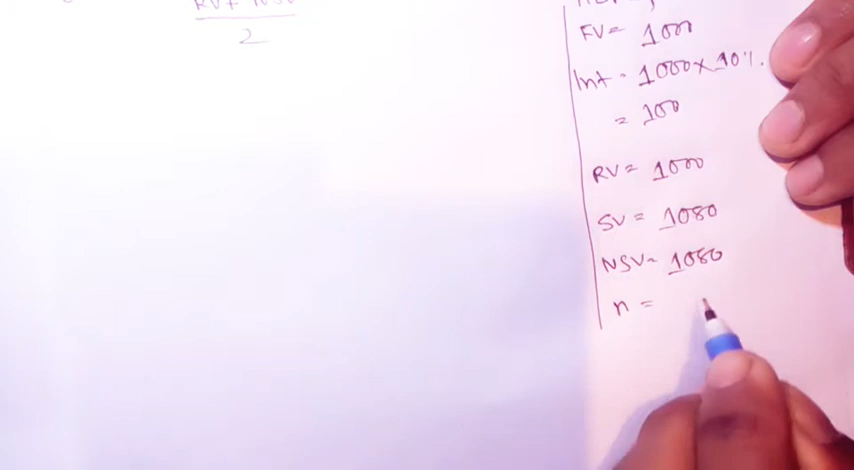 2
FV = 1000
Int = 1000 × 10%.
= 100
RV = 1000
SV = 1080
NSV = 1080
n =